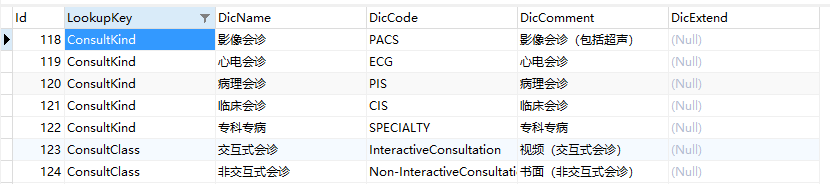 Id LookupKey DicName DicCode DicComment DicExtend
118 ConsultKind 影像会诊 PACS 影像会诊（包括超声） (Null)
119 ConsultKind 心电会诊 ECG 心电会诊 (Null)
120 ConsultKind 病理会诊 PIS 病理会诊 (Null)
121 ConsultKind 临床会诊 CIS 临床会诊 (Null)
122 ConsultKind 专科专病 SPECIALTY 专科专病 (Null)
123 ConsultClass 交互式会诊 InteractiveConsultation 视频（交互式会诊） (Null)
124 ConsultClass 非交互式会诊 Non-InteractiveConsultati 书面（非交互式会诊） (Null)